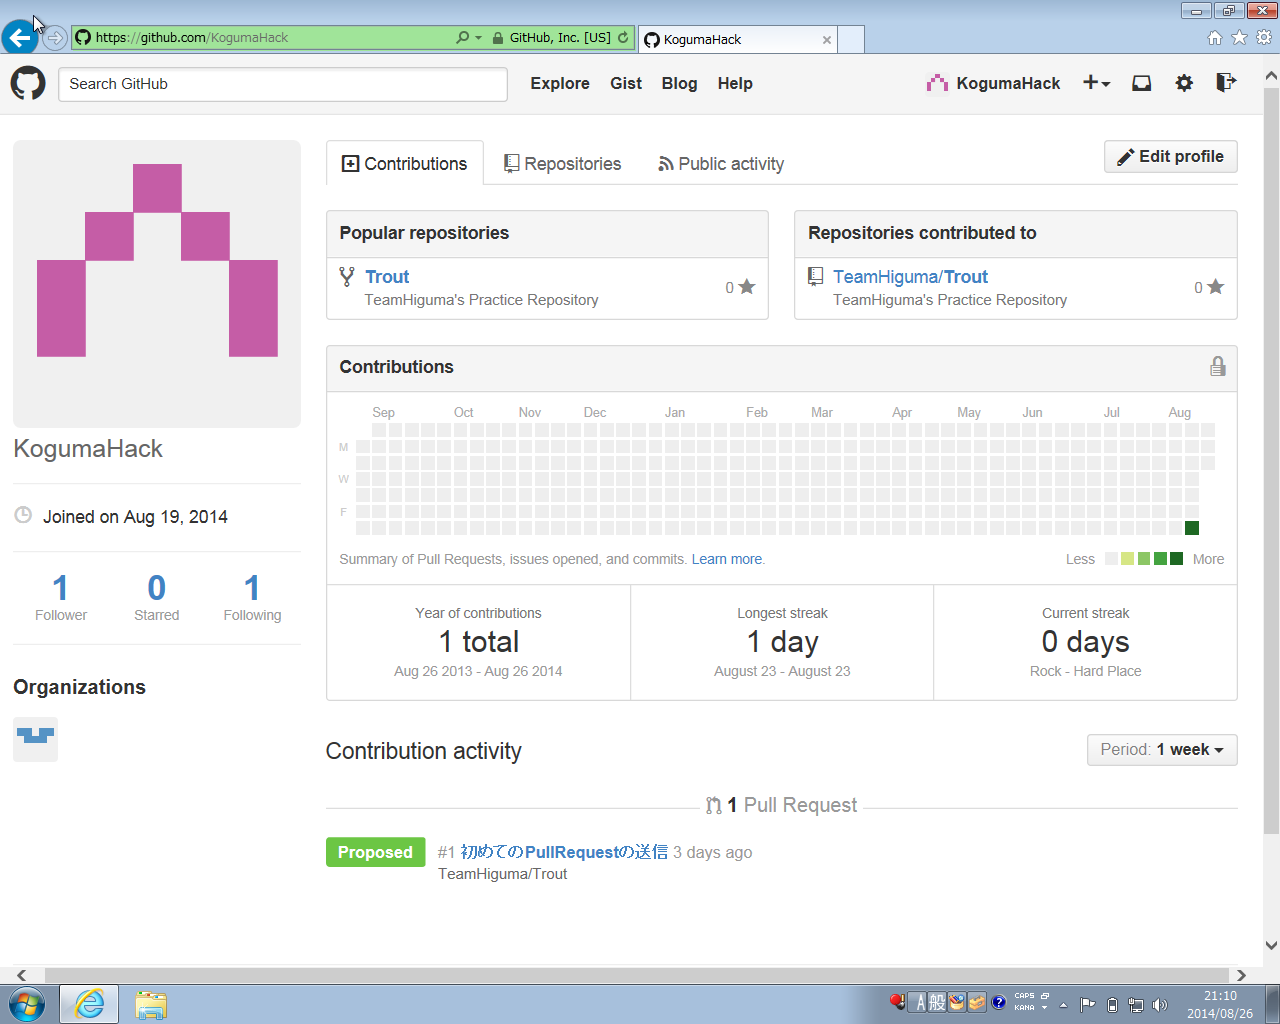 https://github.com/KogumaHack
GitHub, Inc. [US]
KogumaHack
Search GitHub
Explore Gist Blog Help
KogumaHack
Contributions Repositories Public activity
Edit profile
Popular repositories
Trout
TeamHiguma's Practice Repository
0
Repositories contributed to
TeamHiguma/Trout
TeamHiguma's Practice Repository
0
KogumaHack
Joined on Aug 19, 2014
1 0 1
Follower Starred Following
Organizations
Contributions
Sep Oct Nov Dec Jan Feb Mar Apr May Jun Jul Aug
M
W
F
Summary of Pull Requests, issues opened, and commits. Learn more.
Less More
Year of contributions
1 total
Aug 26 2013 - Aug 26 2014
Longest streak
1 day
August 23 - August 23
Current streak
0 days
Rock - Hard Place
Contribution activity
Period: 1 week
1 Pull Request
Proposed #1 初めてのPullRequestの送信 3 days ago
TeamHiguma/Trout
A 般
CAPS
KANA
21:10
2014/08/26